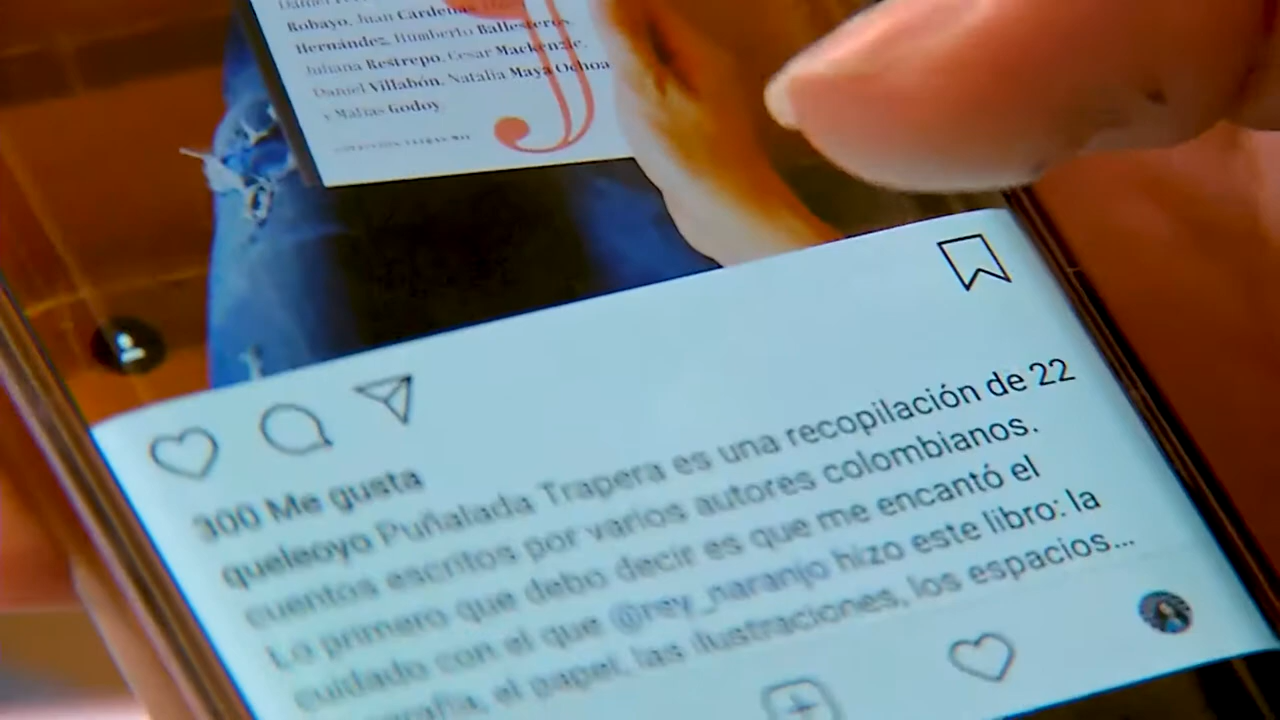 Robayo, Juan Cárdenas
Hernández, Humberto Ballesteros,
Juliana Restrepo, Cesar Mackenzie,
Daniel Villabón, Natalia Maya Ochoa
y Matías Godoy
300 Me gusta
queleoyo Puñalada Trapera es una recopilación de 22
cuentos escritos por varios autores colombianos.
Lo primero que debo decir es que me encantó el
cuidado con el que @rey_naranjo hizo este libro: la
el papel, las ilustraciones, los espacios...